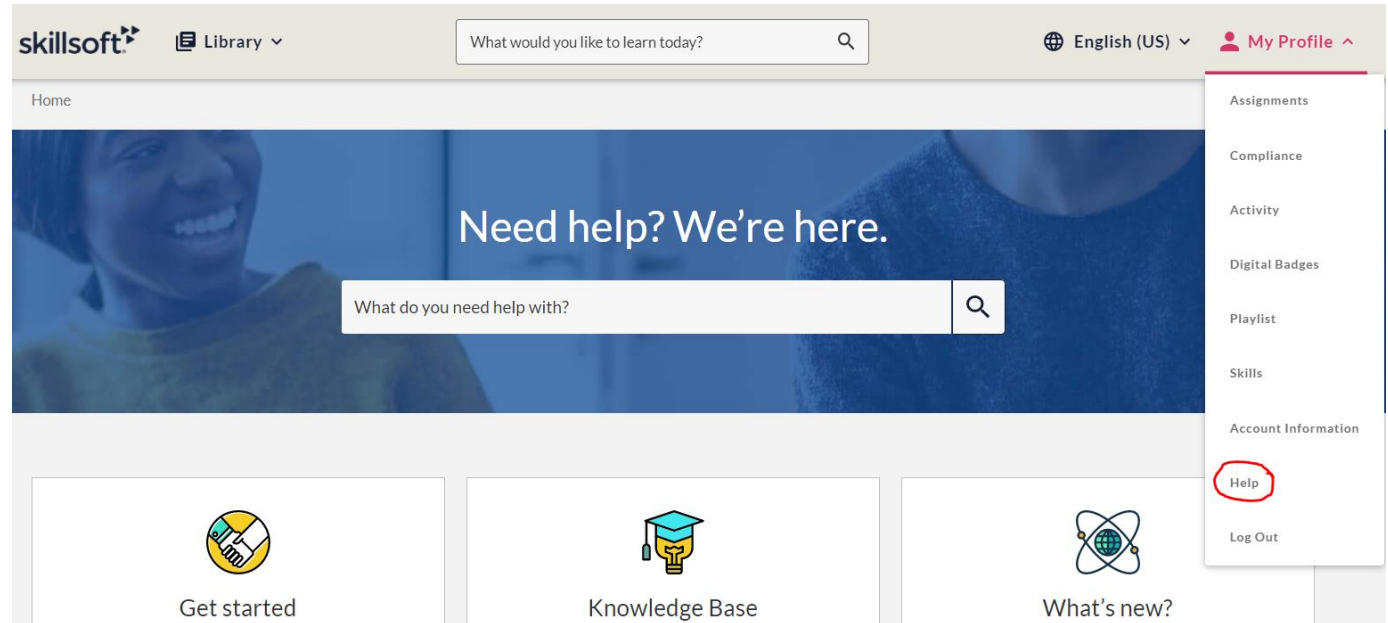 skillsoft
Library
What would you like to learn today?
English (US)
My Profile
Home
Assignments
Compliance
Activity
Digital Badges
Playlist
Skills
Account Information
Help
Log Out
Need help? We're here.
What do you need help with?
Get started
Knowledge Base
What's new?